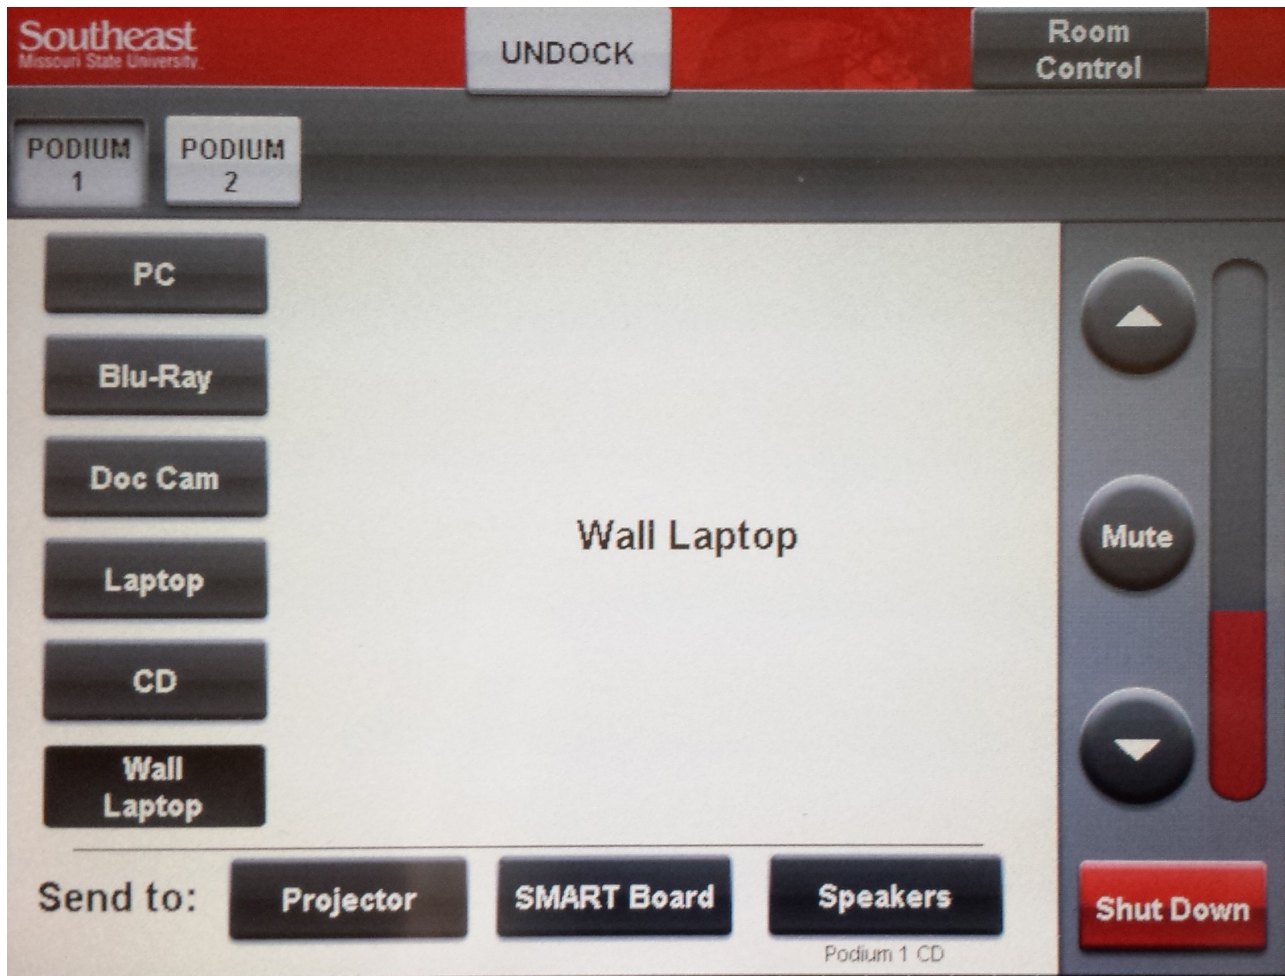 Southeast
Missouri State University
UNDOCK
Room
Control
PODIUM
1
PODIUM
2
PC
Blu-Ray
Doc Cam
Laptop
CD
Wall
Laptop
Wall Laptop
Mute
Send to:
Projector
SMART Board
Speakers
Podium 1 CD
Shut Down